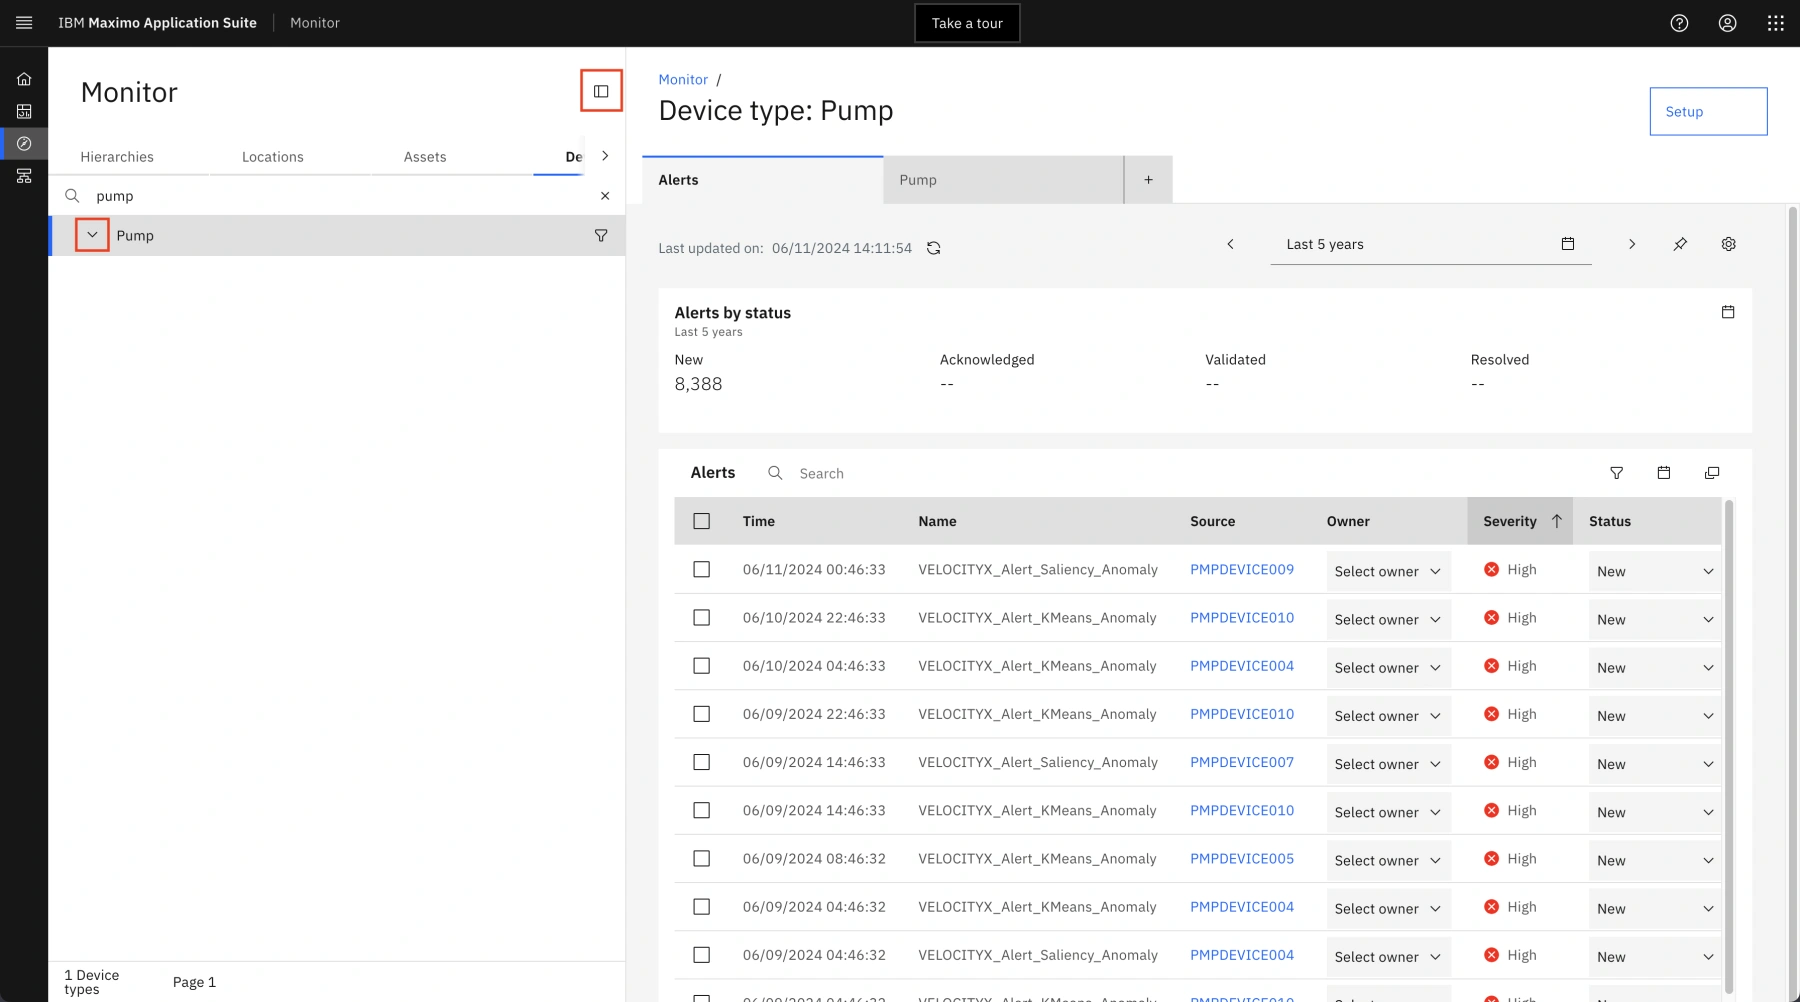 IBM Maximo Application Suite Monitor
Take a tour
Monitor
Hierarchies Locations Assets De
pump
Pump
1 Device types
Page 1
Monitor /
Device type: Pump
Setup
Alerts Pump +
Last updated on: 06/11/2024 14:11:54
Last 5 years
Alerts by status
Last 5 years
New Acknowledged Validated Resolved
8,388 -- -- --
Alerts Search
Time Name Source Owner Severity Status
06/11/2024 00:46:33 VELOCITYX_Alert_Saliency_Anomaly PMPDEVICE009 Select owner High New
06/10/2024 22:46:33 VELOCITYX_Alert_KMeans_Anomaly PMPDEVICE010 Select owner High New
06/10/2024 04:46:33 VELOCITYX_Alert_KMeans_Anomaly PMPDEVICE004 Select owner High New
06/09/2024 22:46:33 VELOCITYX_Alert_KMeans_Anomaly PMPDEVICE010 Select owner High New
06/09/2024 14:46:33 VELOCITYX_Alert_Saliency_Anomaly PMPDEVICE007 Select owner High New
06/09/2024 14:46:33 VELOCITYX_Alert_KMeans_Anomaly PMPDEVICE010 Select owner High New
06/09/2024 08:46:32 VELOCITYX_Alert_KMeans_Anomaly PMPDEVICE005 Select owner High New
06/09/2024 04:46:32 VELOCITYX_Alert_KMeans_Anomaly PMPDEVICE004 Select owner High New
06/09/2024 04:46:32 VELOCITYX_Alert_Saliency_Anomaly PMPDEVICE004 Select owner High New